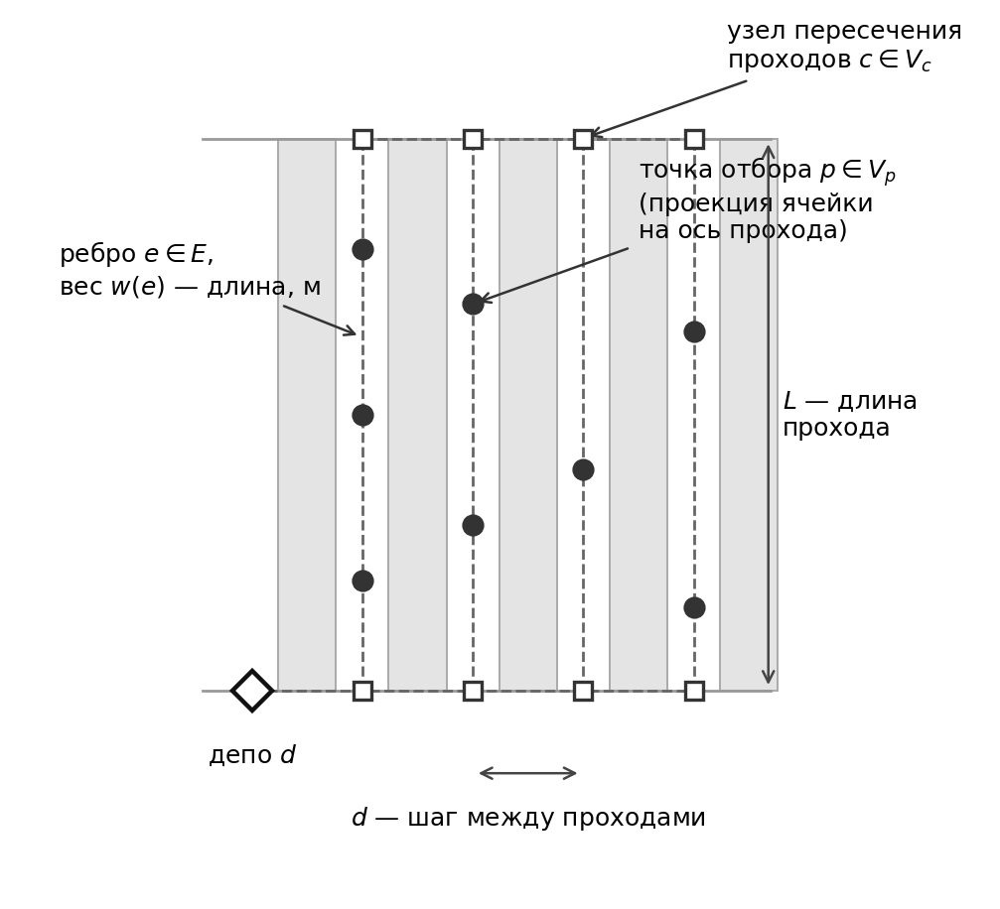 узел пересечения
проходов c ∈ V_c
точка отбора p ∈ V_p
(проекция ячейки
на ось прохода)
ребро e ∈ E,
вес w(e) — длина, м
L — длина
прохода
депо d
d — шаг между проходами